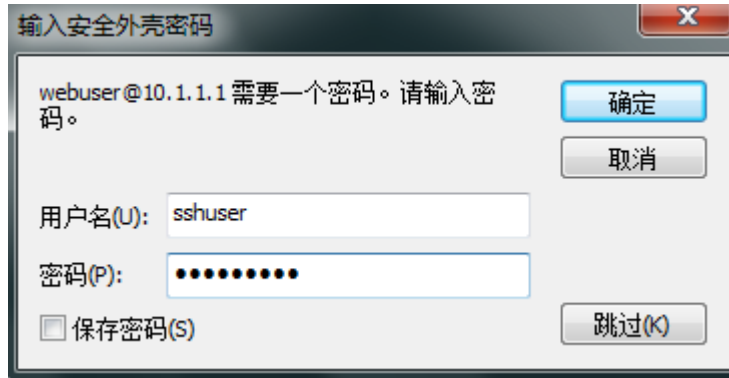 输入安全外壳密码
webuser@10.1.1.1 需要一个密码。请输入密
码。
确定
取消
用户名(U): sshuser
密码(P): ●●●●●●●●●
保存密码(S)
跳过(K)